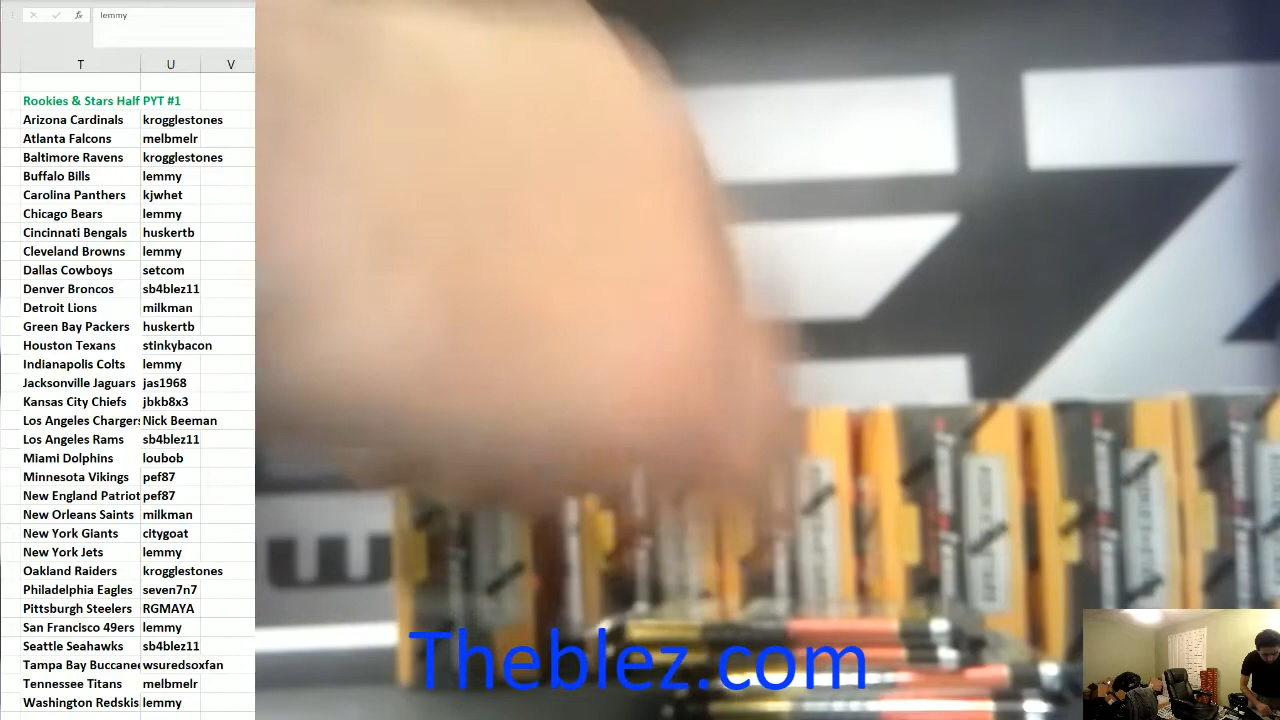 lemmy
T U V
Rookies & Stars Half PYT #1
Arizona Cardinals krogglestones
Atlanta Falcons melbmelr
Baltimore Ravens krogglestones
Buffalo Bills lemmy
Carolina Panthers kjwhet
Chicago Bears lemmy
Cincinnati Bengals huskertb
Cleveland Browns lemmy
Dallas Cowboys setcom
Denver Broncos sb4blez11
Detroit Lions milkman
Green Bay Packers huskertb
Houston Texans stinkybacon
Indianapolis Colts lemmy
Jacksonville Jaguars jas1968
Kansas City Chiefs jbkb8x3
Los Angeles Chargers Nick Beeman
Los Angeles Rams sb4blez11
Miami Dolphins loubob
Minnesota Vikings pef87
New England Patriot pef87
New Orleans Saints milkman
New York Giants citygoat
New York Jets lemmy
Oakland Raiders krogglestones
Philadelphia Eagles seven7n7
Pittsburgh Steelers RGMAYA
San Francisco 49ers lemmy
Seattle Seahawks sb4blez11
Tampa Bay Buccanee wsuredsoxfan
Tennessee Titans melbmelr
Washington Redskis lemmy
Theblez.com